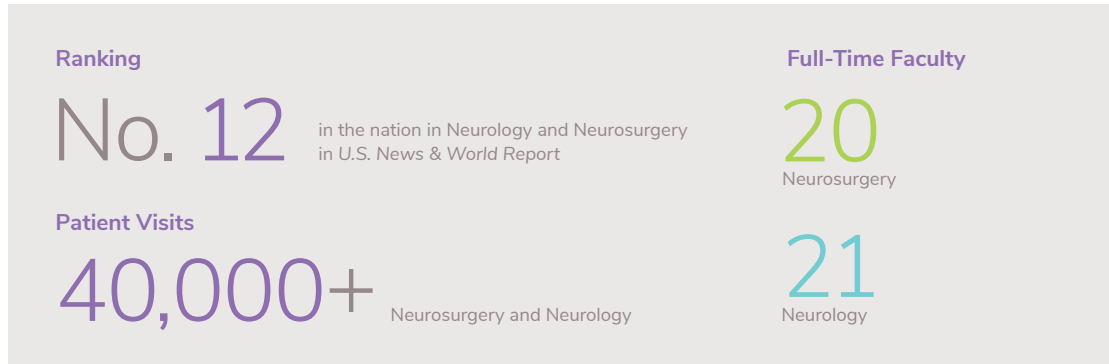 Ranking
No. 12
in the nation in Neurology and Neurosurgery
in U.S. News & World Report
Patient Visits
40,000+
Neurosurgery and Neurology
Full-Time Faculty
20
Neurosurgery
21
Neurology